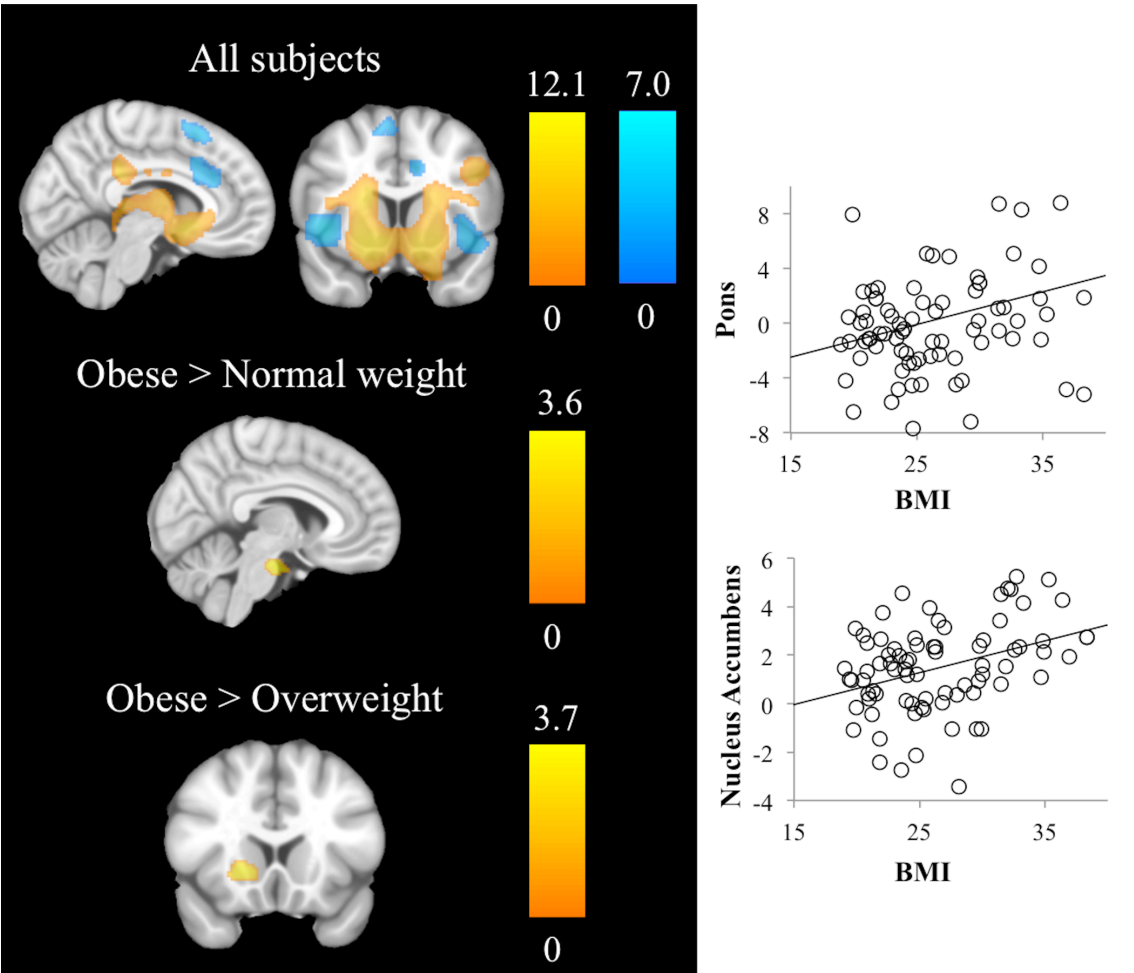 All subjects
12.1
7.0
0
0
Obese > Normal weight
3.6
0
Obese > Overweight
3.7
0
Pons
8
4
0
-4
-8
15 25 35
BMI
Nucleus Accumbens
6
4
2
0
-2
-4
15 25 35
BMI